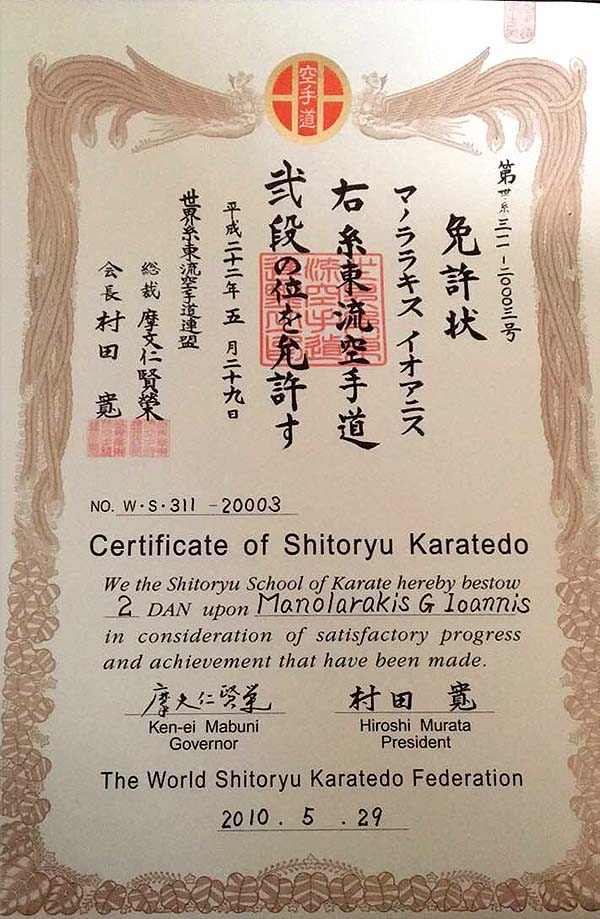 空手道
第世・糸三一一-二〇〇〇三号
免許状
マノララキス イオアニス
右糸東流空手道
弐段の位を允許す
平成二十二年 五 月二十九日
世界糸東流空手道連盟
総裁 摩文仁賢榮
会長 村田 寛
NO. W・S・311 - 20003
Certificate of Shitoryu Karatedo
We the Shitoryu School of Karate hereby bestow
2 DAN upon Manolarakis G Ioannis
in consideration of satisfactory progress
and achievement that have been made.
摩文仁賢榮 村田 寛
Ken-ei Mabuni Hiroshi Murata
Governor President
The World Shitoryu Karatedo Federation
2010 . 5 . 29